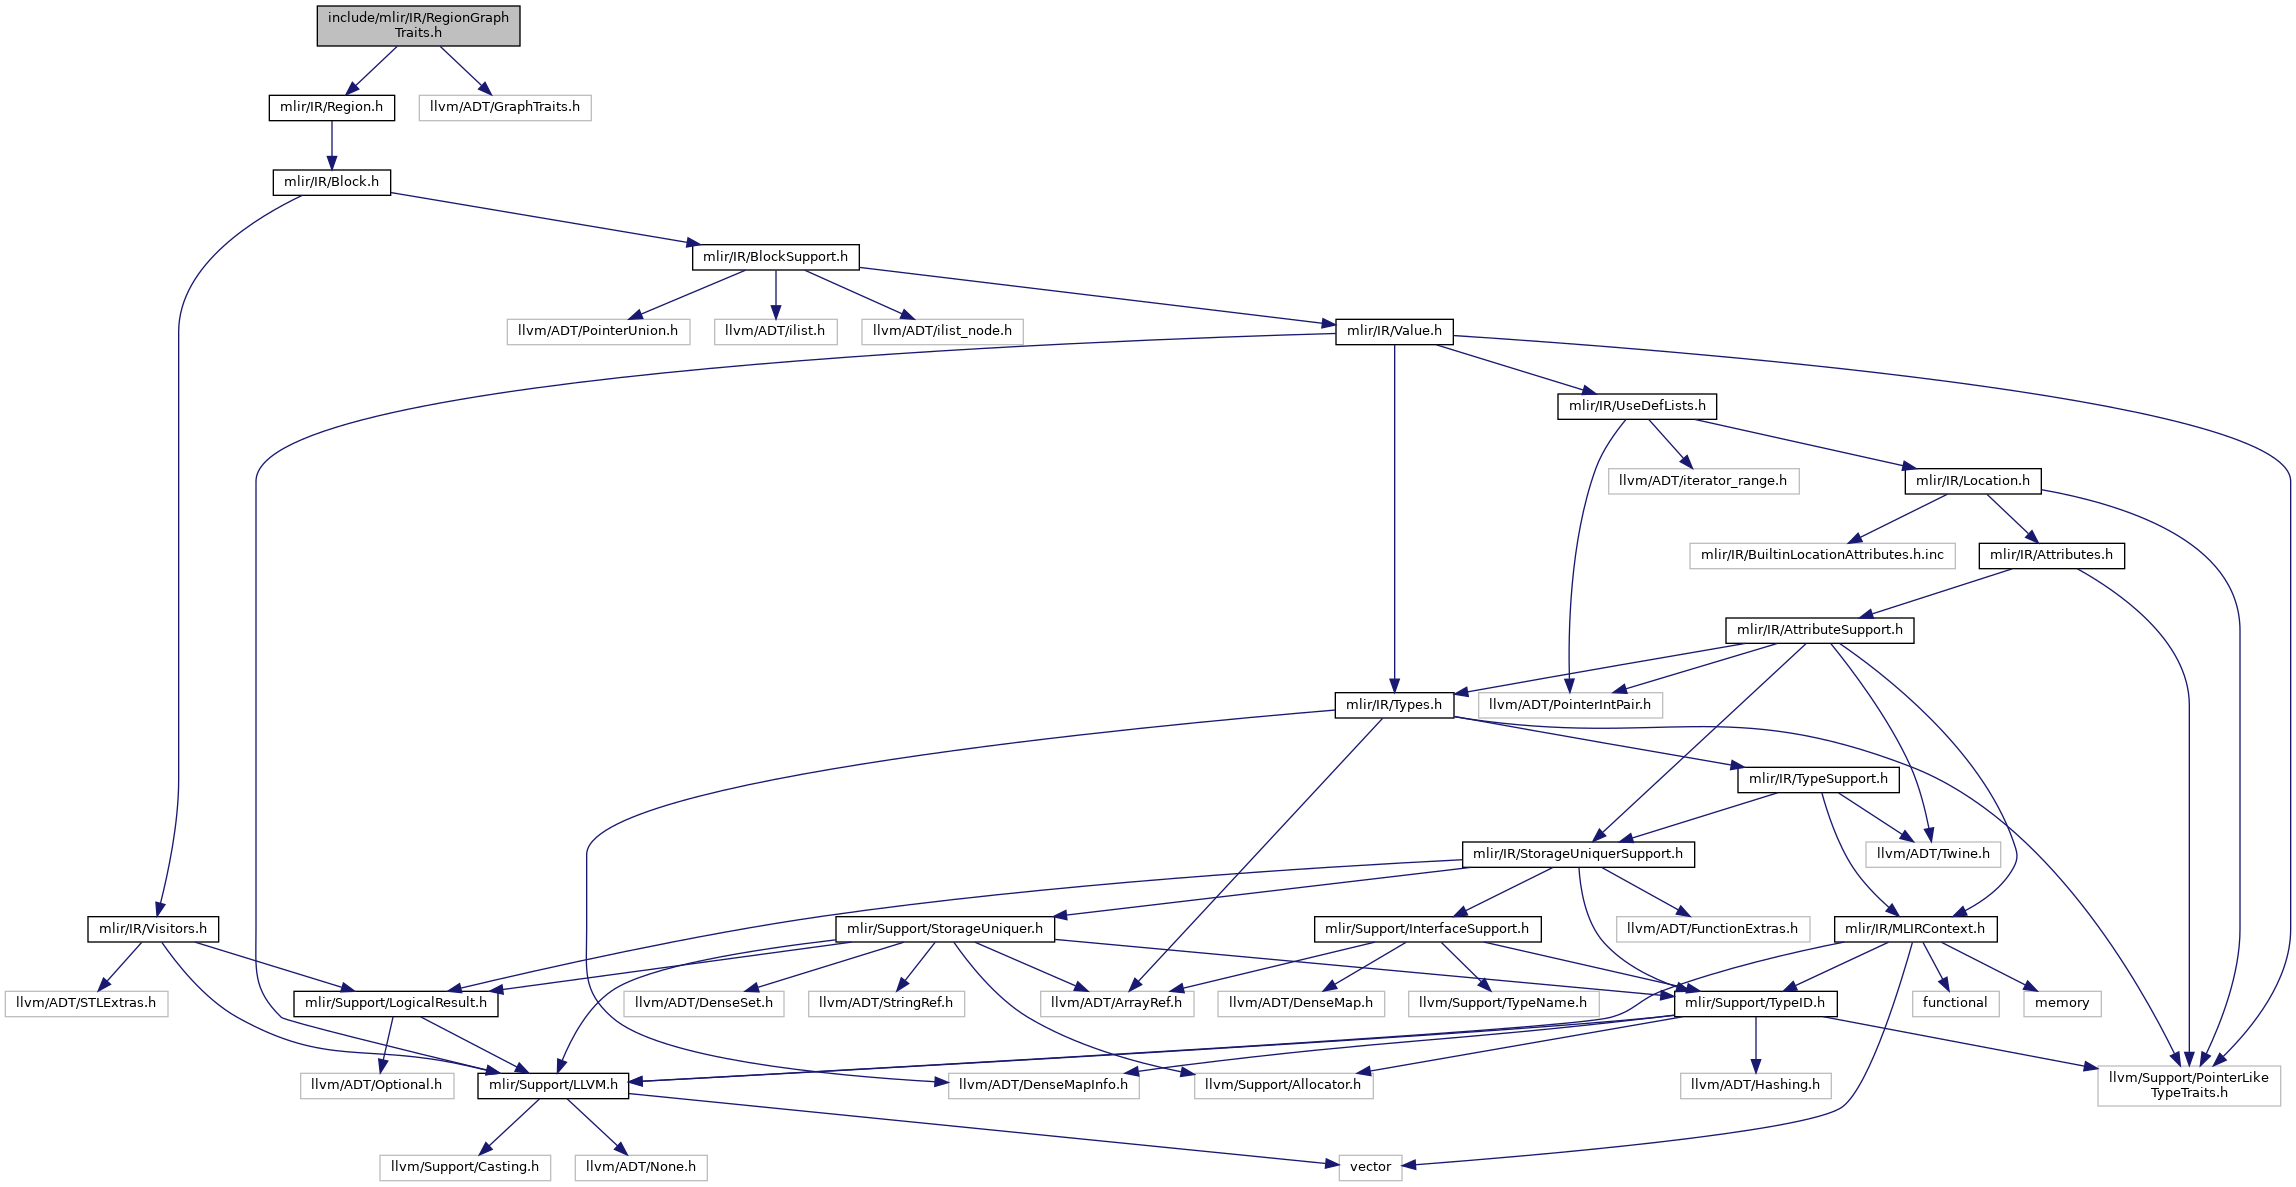 include/mlir/IR/RegionGraph
Traits.h
mlir/IR/Region.h
llvm/ADT/GraphTraits.h
mlir/IR/Block.h
mlir/IR/BlockSupport.h
llvm/ADT/PointerUnion.h
llvm/ADT/ilist.h
llvm/ADT/ilist_node.h
mlir/IR/Value.h
mlir/IR/UseDefLists.h
llvm/ADT/iterator_range.h
mlir/IR/Location.h
mlir/IR/BuiltinLocationAttributes.h.inc
mlir/IR/Attributes.h
mlir/IR/AttributeSupport.h
mlir/IR/Types.h
llvm/ADT/PointerIntPair.h
mlir/IR/TypeSupport.h
mlir/IR/StorageUniquerSupport.h
llvm/ADT/Twine.h
mlir/IR/Visitors.h
mlir/Support/StorageUniquer.h
mlir/Support/InterfaceSupport.h
llvm/ADT/FunctionExtras.h
mlir/IR/MLIRContext.h
llvm/ADT/STLExtras.h
mlir/Support/LogicalResult.h
llvm/ADT/DenseSet.h
llvm/ADT/StringRef.h
llvm/ADT/ArrayRef.h
llvm/ADT/DenseMap.h
llvm/Support/TypeName.h
mlir/Support/TypeID.h
functional
memory
llvm/ADT/Optional.h
mlir/Support/LLVM.h
llvm/ADT/DenseMapInfo.h
llvm/Support/Allocator.h
llvm/ADT/Hashing.h
llvm/Support/PointerLike
TypeTraits.h
llvm/Support/Casting.h
llvm/ADT/None.h
vector